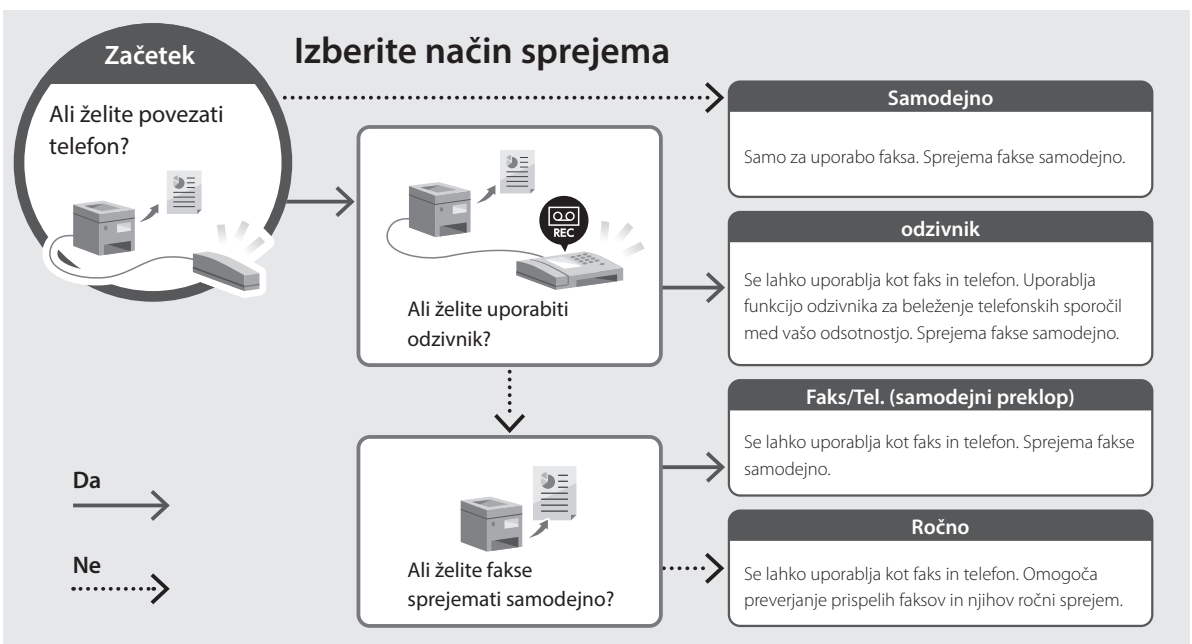 Izberite način sprejema
Začetek
Ali želite povezati
telefon?
Samodejno
Samo za uporabo faksa. Sprejema fakse samodejno.
REC
Ali želite uporabiti
odzivnik?
odzivnik
Se lahko uporablja kot faks in telefon. Uporablja
funkcijo odzivnika za beleženje telefonskih sporočil
med vašo odsotnostjo. Sprejema fakse samodejno.
Faks/Tel. (samodejni preklop)
Se lahko uporablja kot faks in telefon. Sprejema fakse
samodejno.
Ali želite fakse
sprejemati samodejno?
Ročno
Se lahko uporablja kot faks in telefon. Omogoča
preverjanje prispelih faksov in njihov ročni sprejem.
Da
Ne